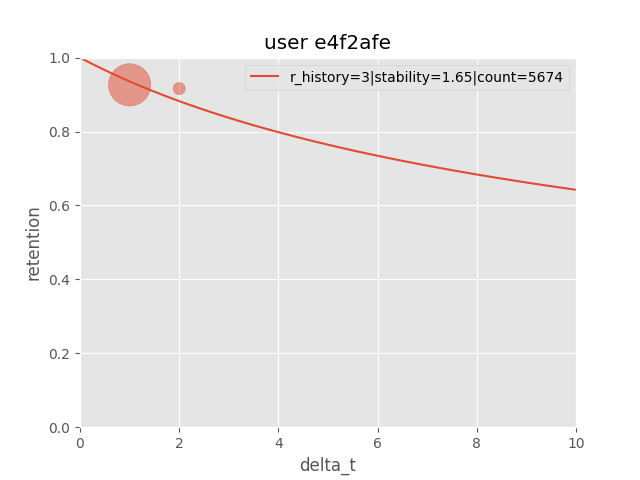 user e4f2afe
r_history=3|stability=1.65|count=5674
retention
1.0
0.8
0.6
0.4
0.2
0.0
0 2 4 6 8 10
delta_t